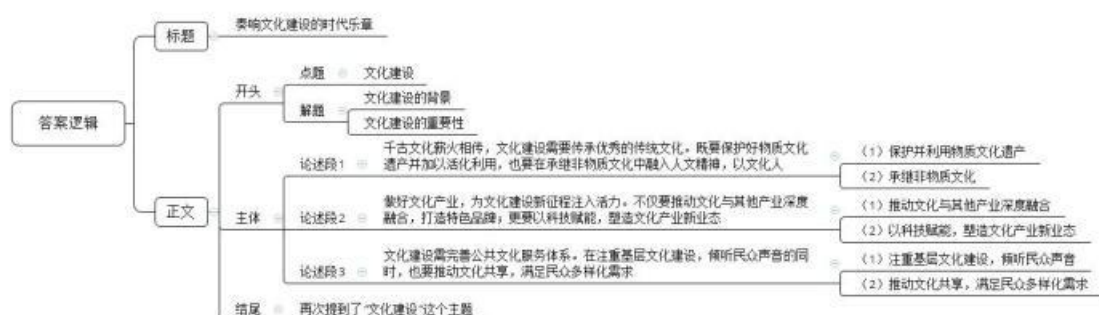 答案逻辑
标题
奏响文化建设的时代乐章
正文
开头
点题
文化建设
解题
文化建设的背景
文化建设的重要性
主体
论述段1
千古文化薪火相传，文化建设需要传承优秀的传统文化。既要保护好物质文化
遗产并加以活化利用，也要在承继非物质文化中融入人文精神，以文化人
（1）保护并利用物质文化遗产
（2）承继非物质文化
论述段2
做好文化产业，为文化建设新征程注入活力。不仅要推动文化与其他产业深度
融合，打造特色品牌；更要以科技赋能，塑造文化产业新业态
（1）推动文化与其他产业深度融合
（2）以科技赋能，塑造文化产业新业态
论述段3
文化建设需完善公共文化服务体系。在注重基层文化建设，倾听民众声音的同
时，也要推动文化共享，满足民众多样化需求
（1）注重基层文化建设，倾听民众声音
（2）推动文化共享，满足民众多样化需求
结尾
再次提到了“文化建设”这个主题